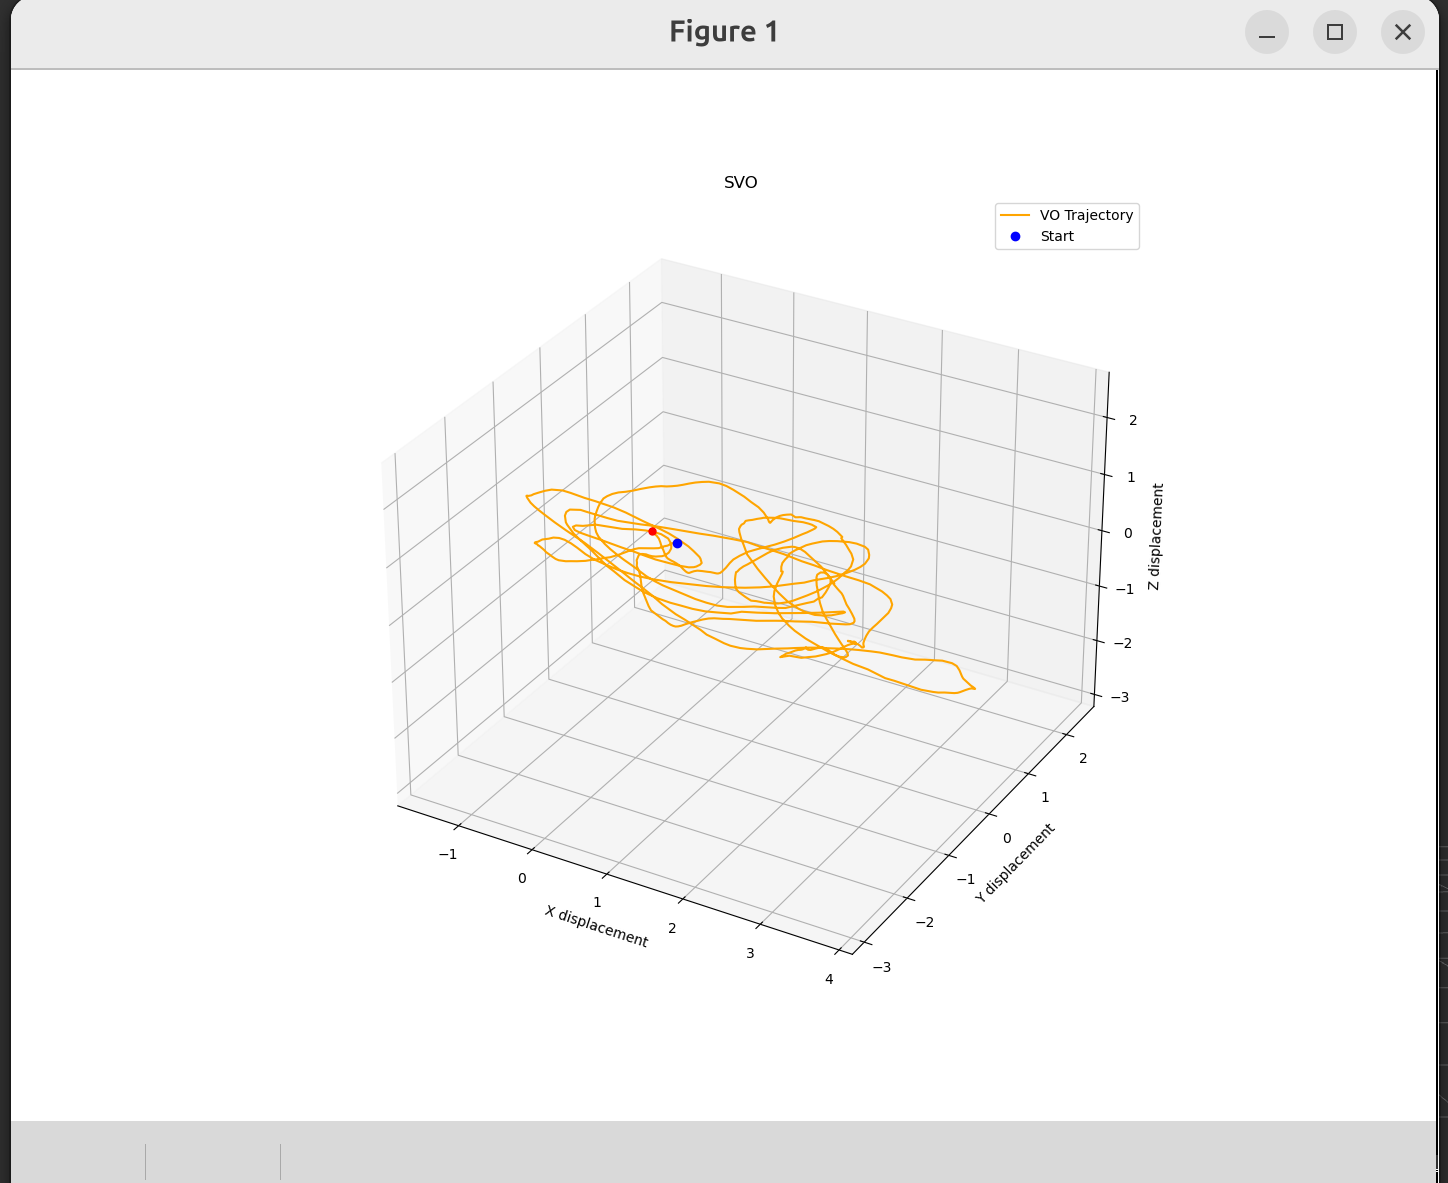 Figure 1
SVO
VO Trajectory
Start
2
1
0
−1
−2
−3
Z displacement
2
1
0
−1
−2
−3
Y displacement
−1
0
1
2
3
4
X displacement